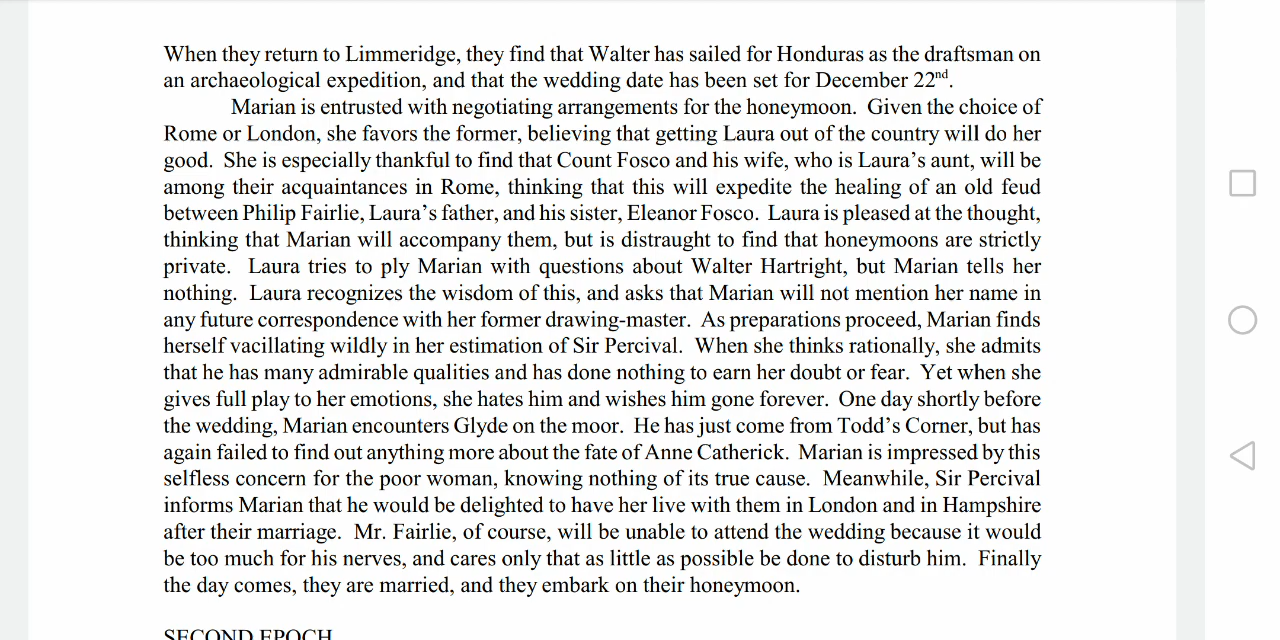 When they return to Limmeridge, they find that Walter has sailed for Honduras as the draftsman on
an archaeological expedition, and that the wedding date has been set for December 22nd.
Marian is entrusted with negotiating arrangements for the honeymoon.  Given the choice of
Rome or London, she favors the former, believing that getting Laura out of the country will do her
good.  She is especially thankful to find that Count Fosco and his wife, who is Laura’s aunt, will be
among their acquaintances in Rome, thinking that this will expedite the healing of an old feud
between Philip Fairlie, Laura’s father, and his sister, Eleanor Fosco.  Laura is pleased at the thought,
thinking that Marian will accompany them, but is distraught to find that honeymoons are strictly
private.  Laura tries to ply Marian with questions about Walter Hartright, but Marian tells her
nothing.  Laura recognizes the wisdom of this, and asks that Marian will not mention her name in
any future correspondence with her former drawing-master.  As preparations proceed, Marian finds
herself vacillating wildly in her estimation of Sir Percival.  When she thinks rationally, she admits
that he has many admirable qualities and has done nothing to earn her doubt or fear.  Yet when she
gives full play to her emotions, she hates him and wishes him gone forever.  One day shortly before
the wedding, Marian encounters Glyde on the moor.  He has just come from Todd’s Corner, but has
again failed to find out anything more about the fate of Anne Catherick.  Marian is impressed by this
selfless concern for the poor woman, knowing nothing of its true cause.  Meanwhile, Sir Percival
informs Marian that he would be delighted to have her live with them in London and in Hampshire
after their marriage.  Mr. Fairlie, of course, will be unable to attend the wedding because it would
be too much for his nerves, and cares only that as little as possible be done to disturb him.  Finally
the day comes, they are married, and they embark on their honeymoon.
SECOND EPOCH